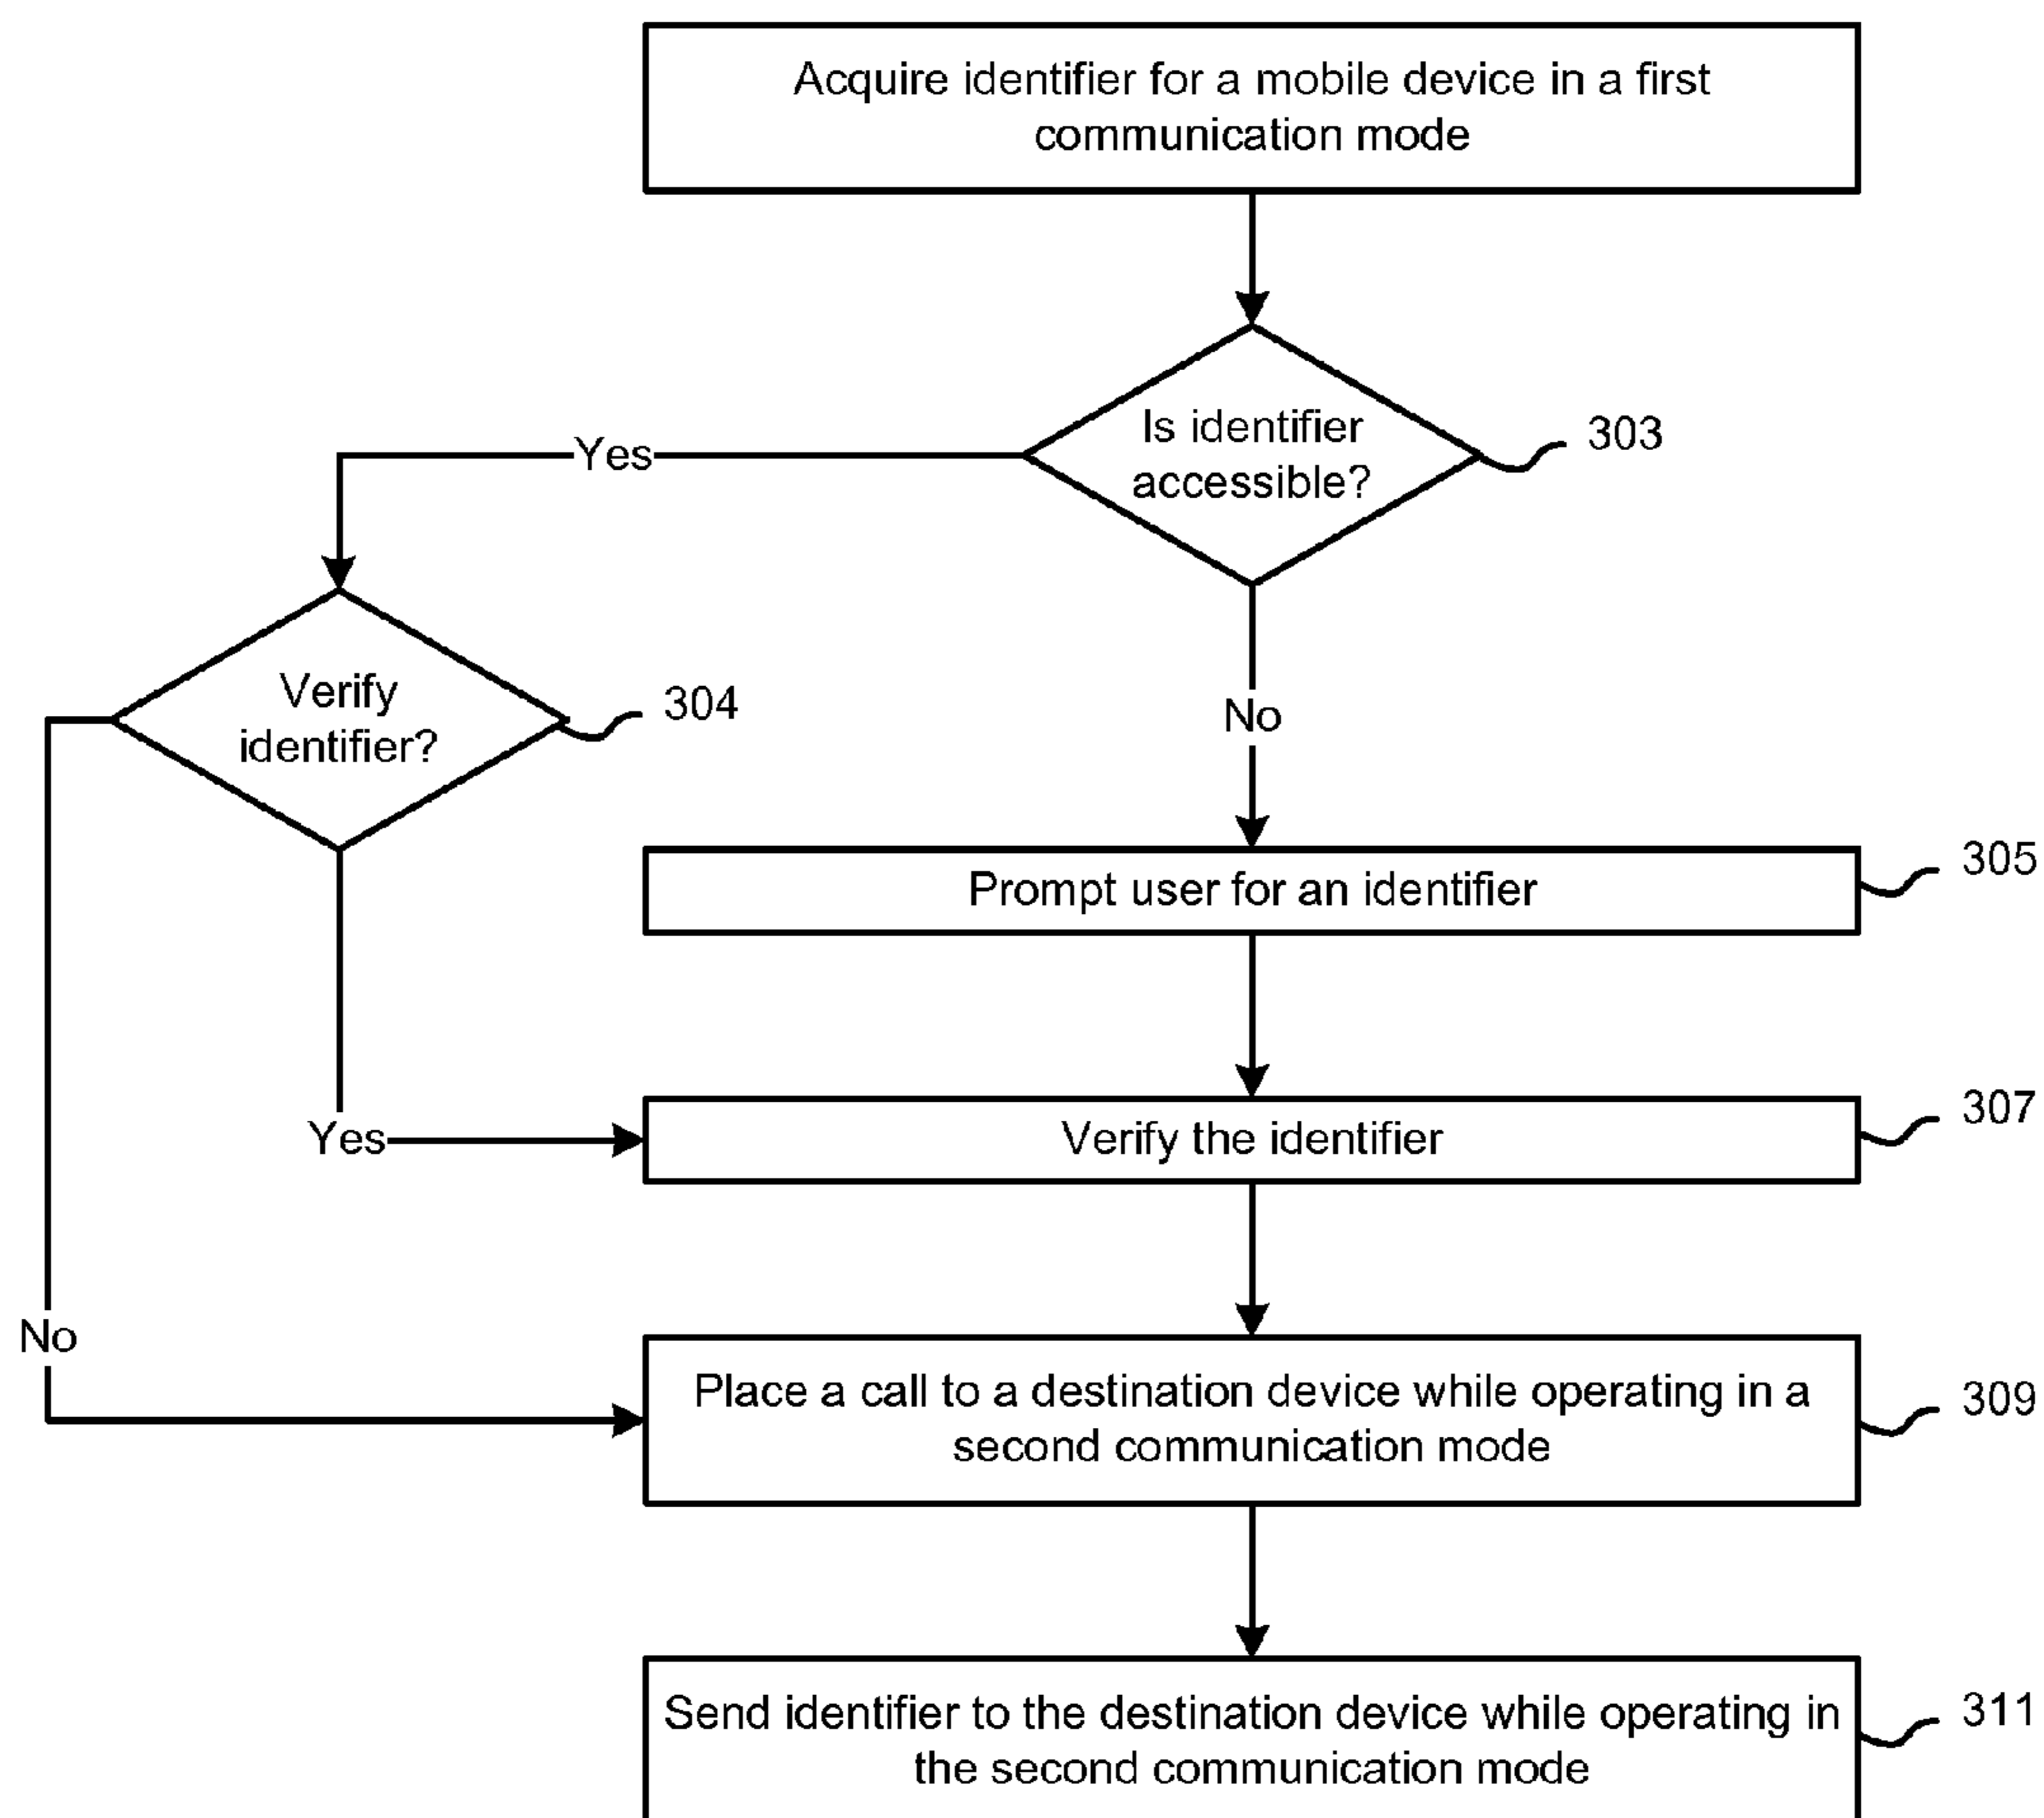 Acquire identifier for a mobile device in a first
communication mode
Is identifier
accessible?
303
Yes
Verify
identifier?
304
No
Prompt user for an identifier
305
Yes
Verify the identifier
307
No
Place a call to a destination device while operating in a
second communication mode
309
Send identifier to the destination device while operating in
the second communication mode
311